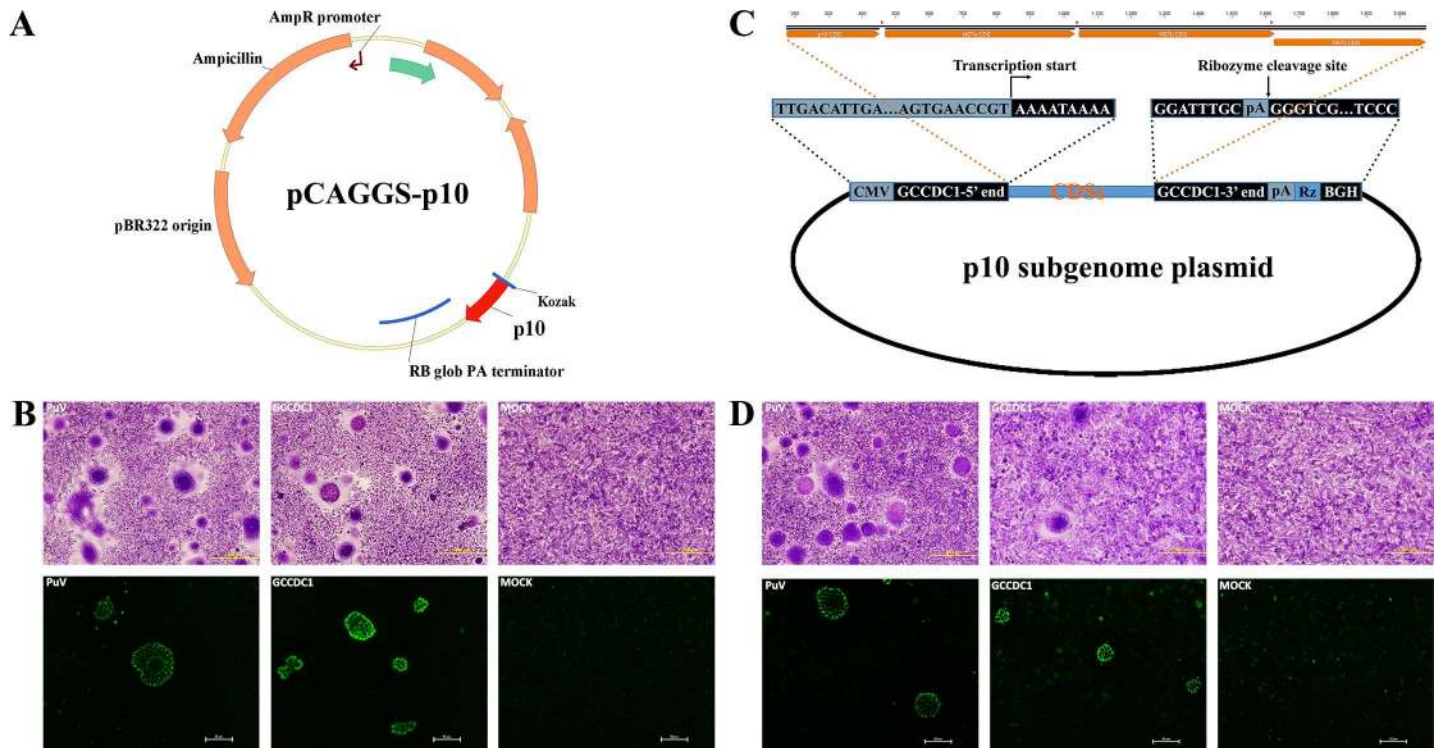 A
AmpR promoter
Ampicillin
pCAGGS-p10
pBR322 origin
Kozak
p10
RB glob PA terminator
C
Transcription start
Ribozyme cleavage site
TTGACATTGA...AGTGAACCGT AAAATAAAA
GGATTTGC pA GGGTCG...TCCC
CMV GCCDC1-5' end CDSs GCCDC1-3' end pA Rz BGH
p10 subgenome plasmid
B
PuV GCCDC1 MOCK
PuV GCCDC1 MOCK
D
PuV GCCDC1 MOCK
PuV GCCDC1 MOCK